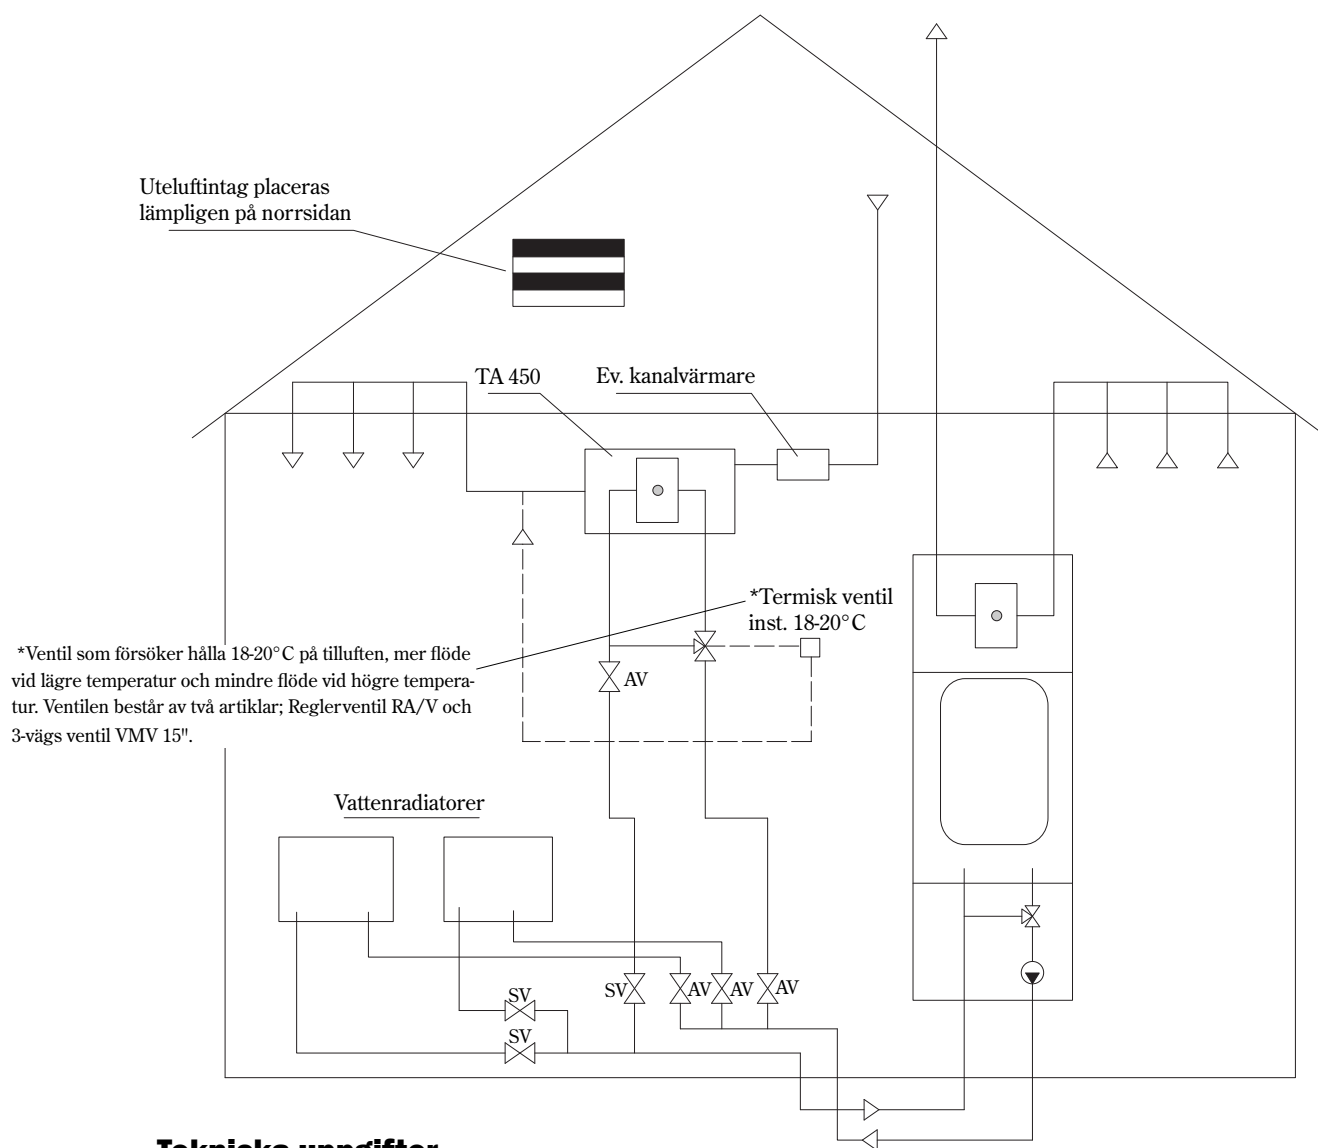 Uteluftintag placeras
lämpligen på norrsidan
TA 450
Ev. kanalvärmare
*Termisk ventil
inst. 18-20°C
*Ventil som försöker hålla 18-20°C på tilluften, mer flöde
vid lägre temperatur och mindre flöde vid högre tempera-
tur. Ventilen består av två artiklar; Reglerventil RA/V och
3-vägs ventil VMV 15".
AV
Vattenradiatorer
SV
SV
SV
AV
AV
AV
Tekniska uppgifter